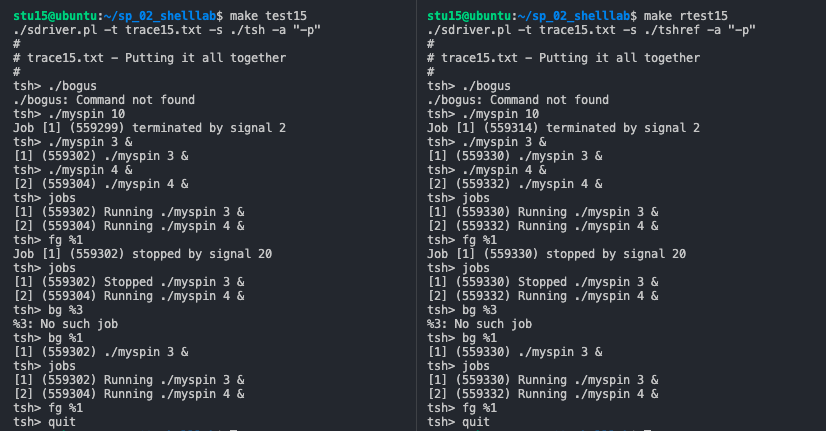 stu15@ubuntu:~/sp_02_shelllab$ make test15
./sdriver.pl -t trace15.txt -s ./tsh -a "-p"
#
# trace15.txt - Putting it all together
#
tsh> ./bogus
./bogus: Command not found
tsh> ./myspin 10
Job [1] (559299) terminated by signal 2
tsh> ./myspin 3 &
[1] (559302) ./myspin 3 &
tsh> ./myspin 4 &
[2] (559304) ./myspin 4 &
tsh> jobs
[1] (559302) Running ./myspin 3 &
[2] (559304) Running ./myspin 4 &
tsh> fg %1
Job [1] (559302) stopped by signal 20
tsh> jobs
[1] (559302) Stopped ./myspin 3 &
[2] (559304) Running ./myspin 4 &
tsh> bg %3
%3: No such job
tsh> bg %1
[1] (559302) ./myspin 3 &
tsh> jobs
[1] (559302) Running ./myspin 3 &
[2] (559304) Running ./myspin 4 &
tsh> fg %1
tsh> quit
stu15@ubuntu:~/sp_02_shelllab$ make rtest15
./sdriver.pl -t trace15.txt -s ./tshref -a "-p"
#
# trace15.txt - Putting it all together
#
tsh> ./bogus
./bogus: Command not found
tsh> ./myspin 10
Job [1] (559314) terminated by signal 2
tsh> ./myspin 3 &
[1] (559330) ./myspin 3 &
tsh> ./myspin 4 &
[2] (559332) ./myspin 4 &
tsh> jobs
[1] (559330) Running ./myspin 3 &
[2] (559332) Running ./myspin 4 &
tsh> fg %1
Job [1] (559330) stopped by signal 20
tsh> jobs
[1] (559330) Stopped ./myspin 3 &
[2] (559332) Running ./myspin 4 &
tsh> bg %3
%3: No such job
tsh> bg %1
[1] (559330) ./myspin 3 &
tsh> jobs
[1] (559330) Running ./myspin 3 &
[2] (559332) Running ./myspin 4 &
tsh> fg %1
tsh> quit